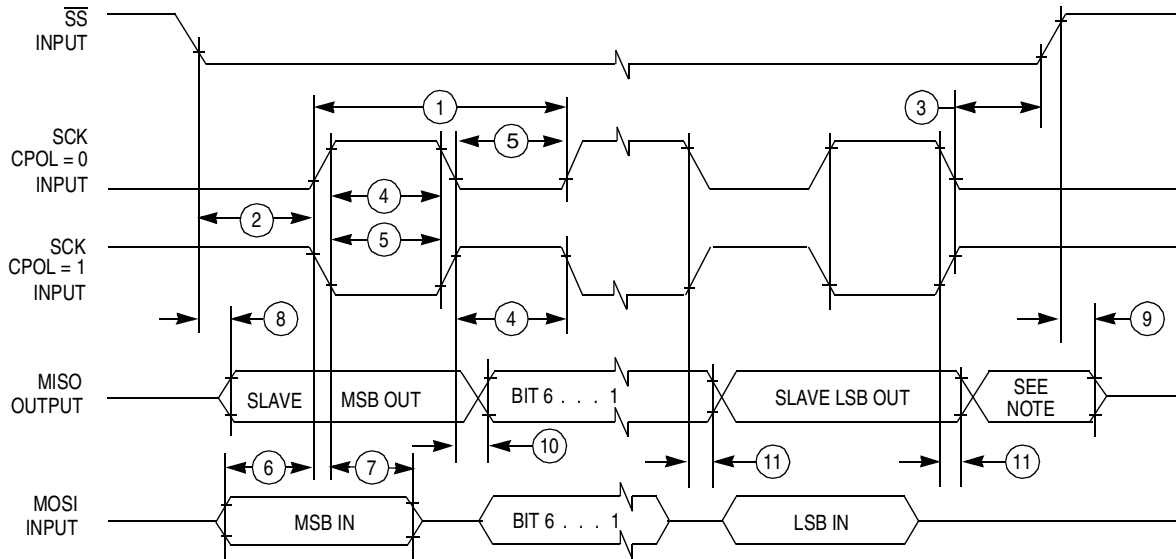 SS
INPUT
1
3
SCK
CPOL = 0
INPUT
5
4
2
5
SCK
CPOL = 1
INPUT
4
8
9
MISO
OUTPUT
SLAVE MSB OUT
BIT 6 . . . 1
SLAVE LSB OUT
SEE
NOTE
10
11
11
6
7
MOSI
INPUT
MSB IN
BIT 6 . . . 1
LSB IN